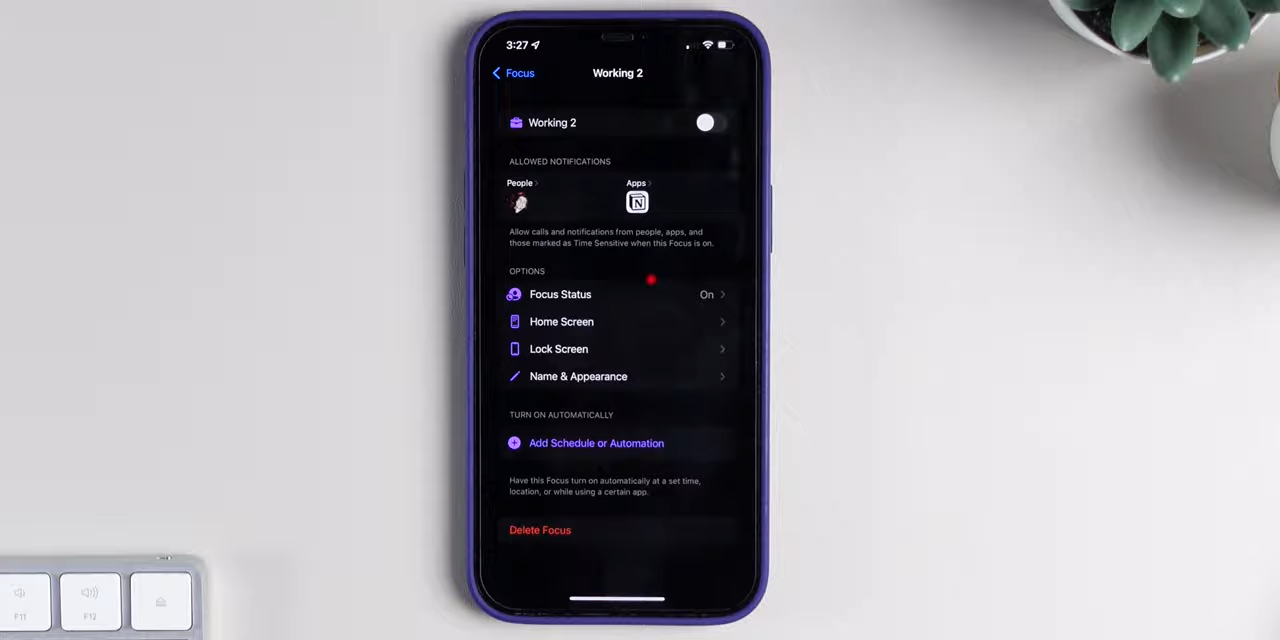 3:27
Focus
Working 2
Working 2
ALLOWED NOTIFICATIONS
People
Apps
N
Allow calls and notifications from people, apps, and
those marked as Time Sensitive when this Focus is on.
OPTIONS
Focus Status
On
Home Screen
Lock Screen
Name & Appearance
TURN ON AUTOMATICALLY
Add Schedule or Automation
Have this Focus turn on automatically at a set time,
location, or while using a certain app.
Delete Focus
F11
F12